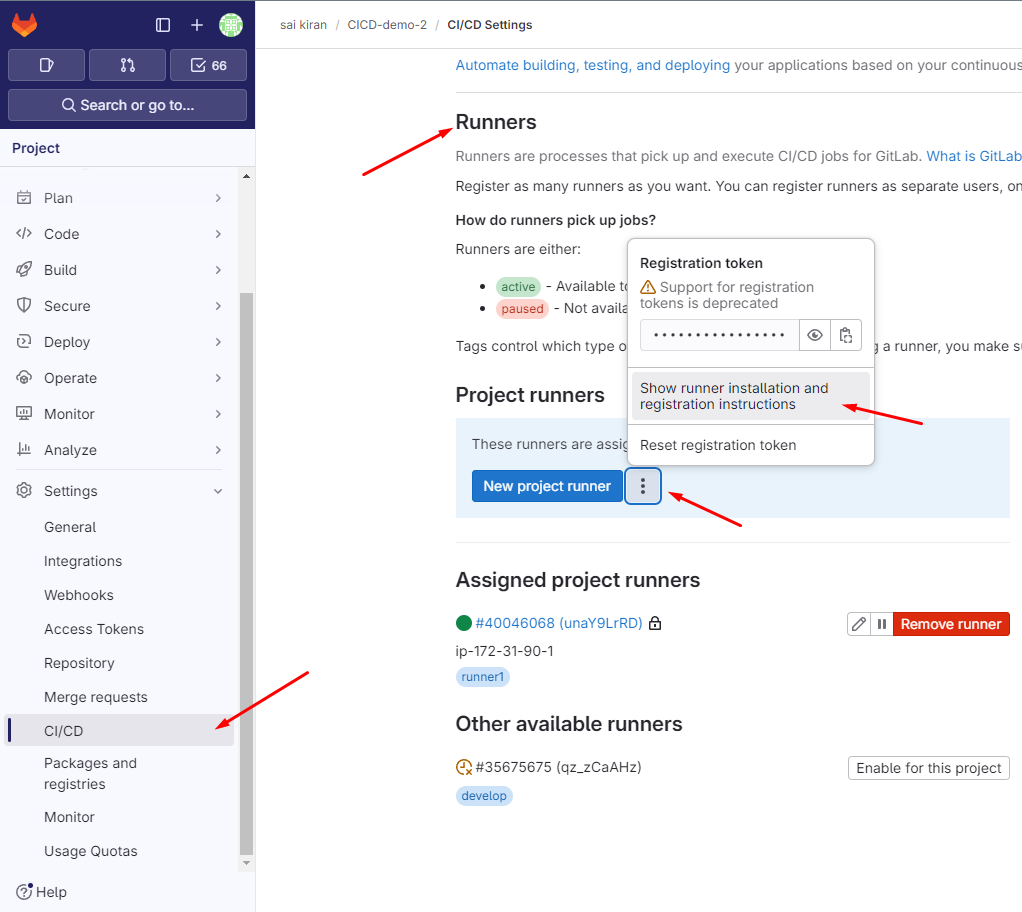 66
Search or go to...
Project
Plan
Code
Build
Secure
Deploy
Operate
Monitor
Analyze
Settings
General
Integrations
Webhooks
Access Tokens
Repository
Merge requests
CI/CD
Packages and
registries
Monitor
Usage Quotas
Help
sai kiran / CICD-demo-2 / CI/CD Settings
Automate building, testing, and deploying your applications based on your continuous
Runners
Runners are processes that pick up and execute CI/CD jobs for GitLab. What is GitLab
Register as many runners as you want. You can register runners as separate users, on
How do runners pick up jobs?
Runners are either:
active - Available to
paused - Not availa
Tags control which type o
g a runner, you make su
Registration token
Support for registration
tokens is deprecated
Show runner installation and
registration instructions
Reset registration token
Project runners
These runners are assig
New project runner
Assigned project runners
#40046068 (unaY9LrRD)
Remove runner
ip-172-31-90-1
runner1
Other available runners
#35675675 (qz_zCaAHz)
Enable for this project
develop